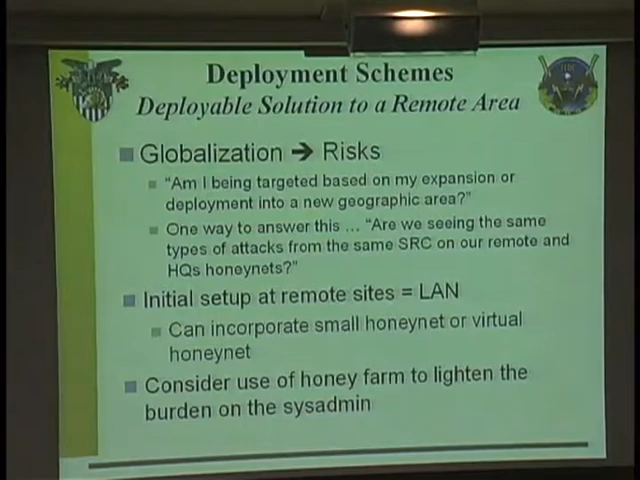 Deployment Schemes
Deployable Solution to a Remote Area
Globalization ➔ Risks
“Am I being targeted based on my expansion or
deployment into a new geographic area?”
One way to answer this … “Are we seeing the same
types of attacks from the same SRC on our remote and
HQs honeynets?”
Initial setup at remote sites = LAN
Can incorporate small honeynet or virtual
honeynet
Consider use of honey farm to lighten the
burden on the sysadmin